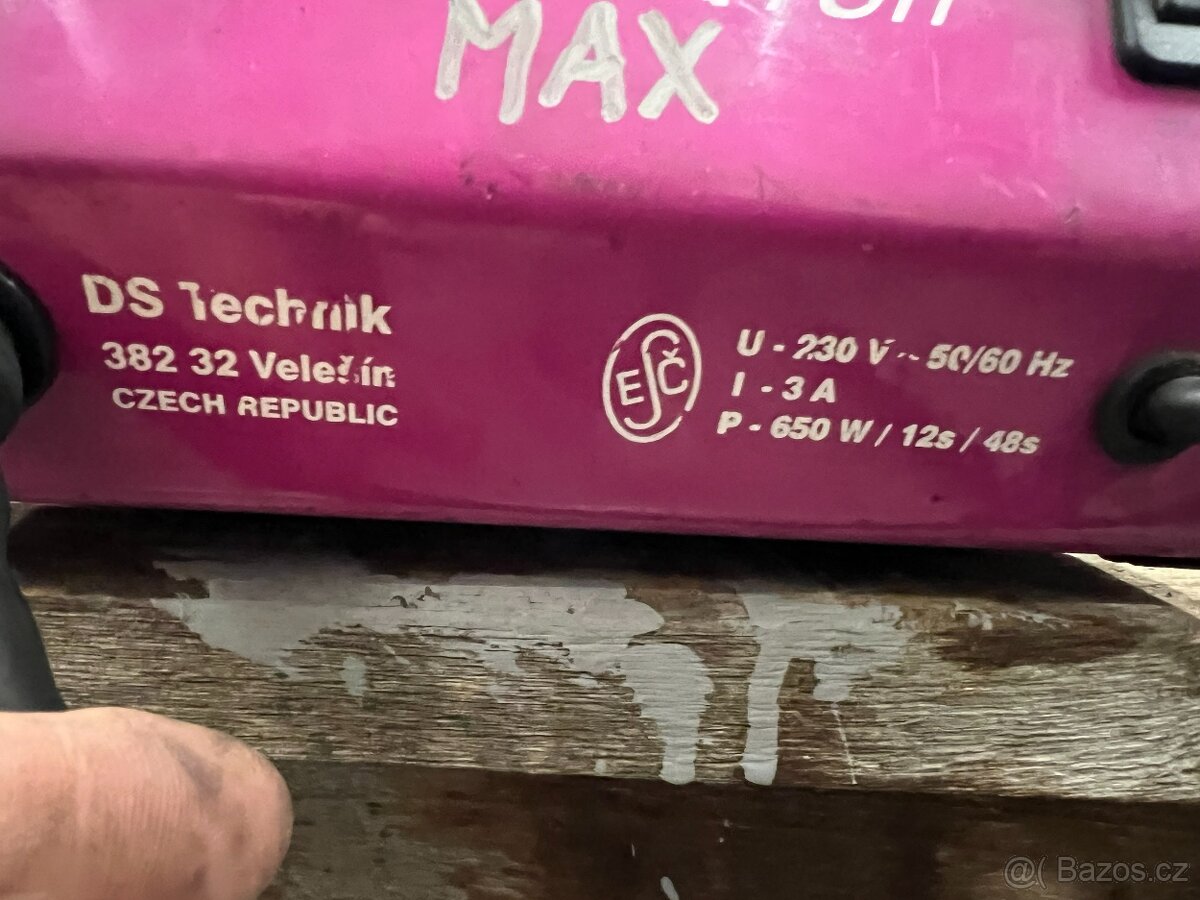 MAX
DS Technik
382 32 Velešín
CZECH REPUBLIC
ESČ
U - 230 V ~ 50/60 Hz
I - 3 A
P - 650 W / 12s / 48s
@( Bazos.cz